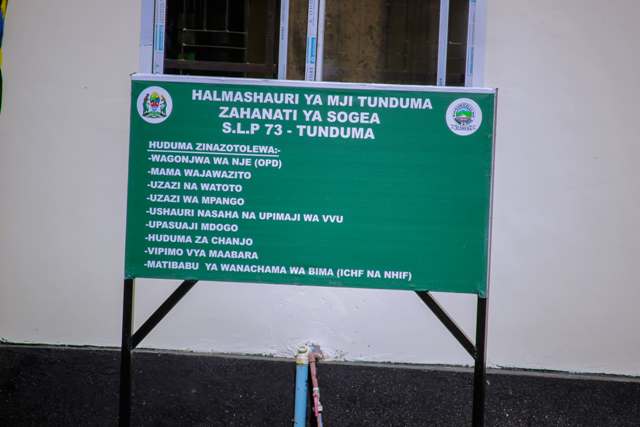 HALMASHAURI YA MJI TUNDUMA
ZAHANATI YA SOGEA
S.L.P 73 - TUNDUMA
HUDUMA ZINAZOTOLEWA:-
-WAGONJWA WA NJE (OPD)
-MAMA WAJAWAZITO
-UZAZI NA WATOTO
-UZAZI WA MPANGO
-USHAURI NASAHA NA UPIMAJI WA VVU
-UPASUAJI MDOGO
-HUDUMA ZA CHANJO
-VIPIMO VYA MAABARA
-MATIBABU YA WANACHAMA WA BIMA (ICHF NA NHIF)